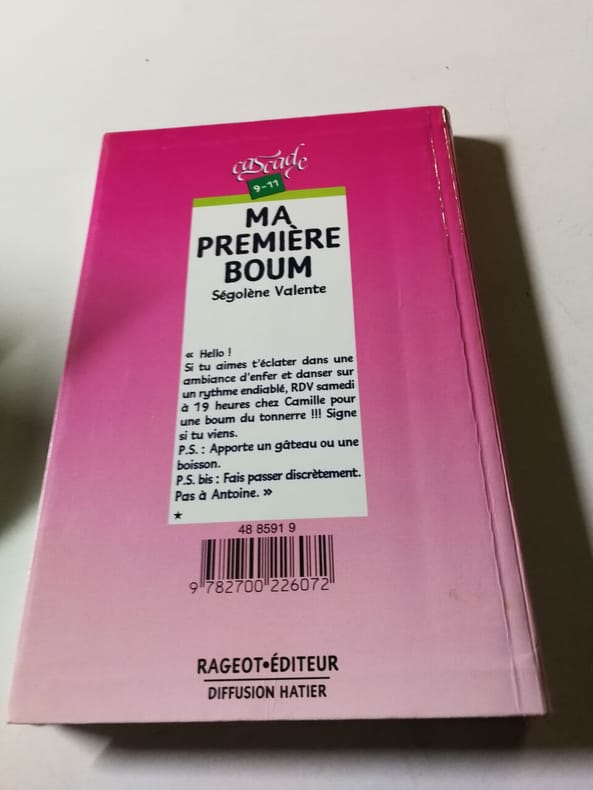 cascade
9-11
MA
PREMIÈRE
BOUM
Ségolène Valente
« Hello !
Si tu aimes t'éclater dans une
ambiance d'enfer et danser sur
un rythme endiablé, RDV samedi
à 19 heures chez Camille pour
une boum du tonnerre !!! Signe
si tu viens.
P.S. : Apporte un gâteau ou une
boisson.
P.S. bis : Fais passer discrètement.
Pas à Antoine. »
★
48 8591 9
9 782700 226072
RAGEOT•ÉDITEUR
DIFFUSION HATIER